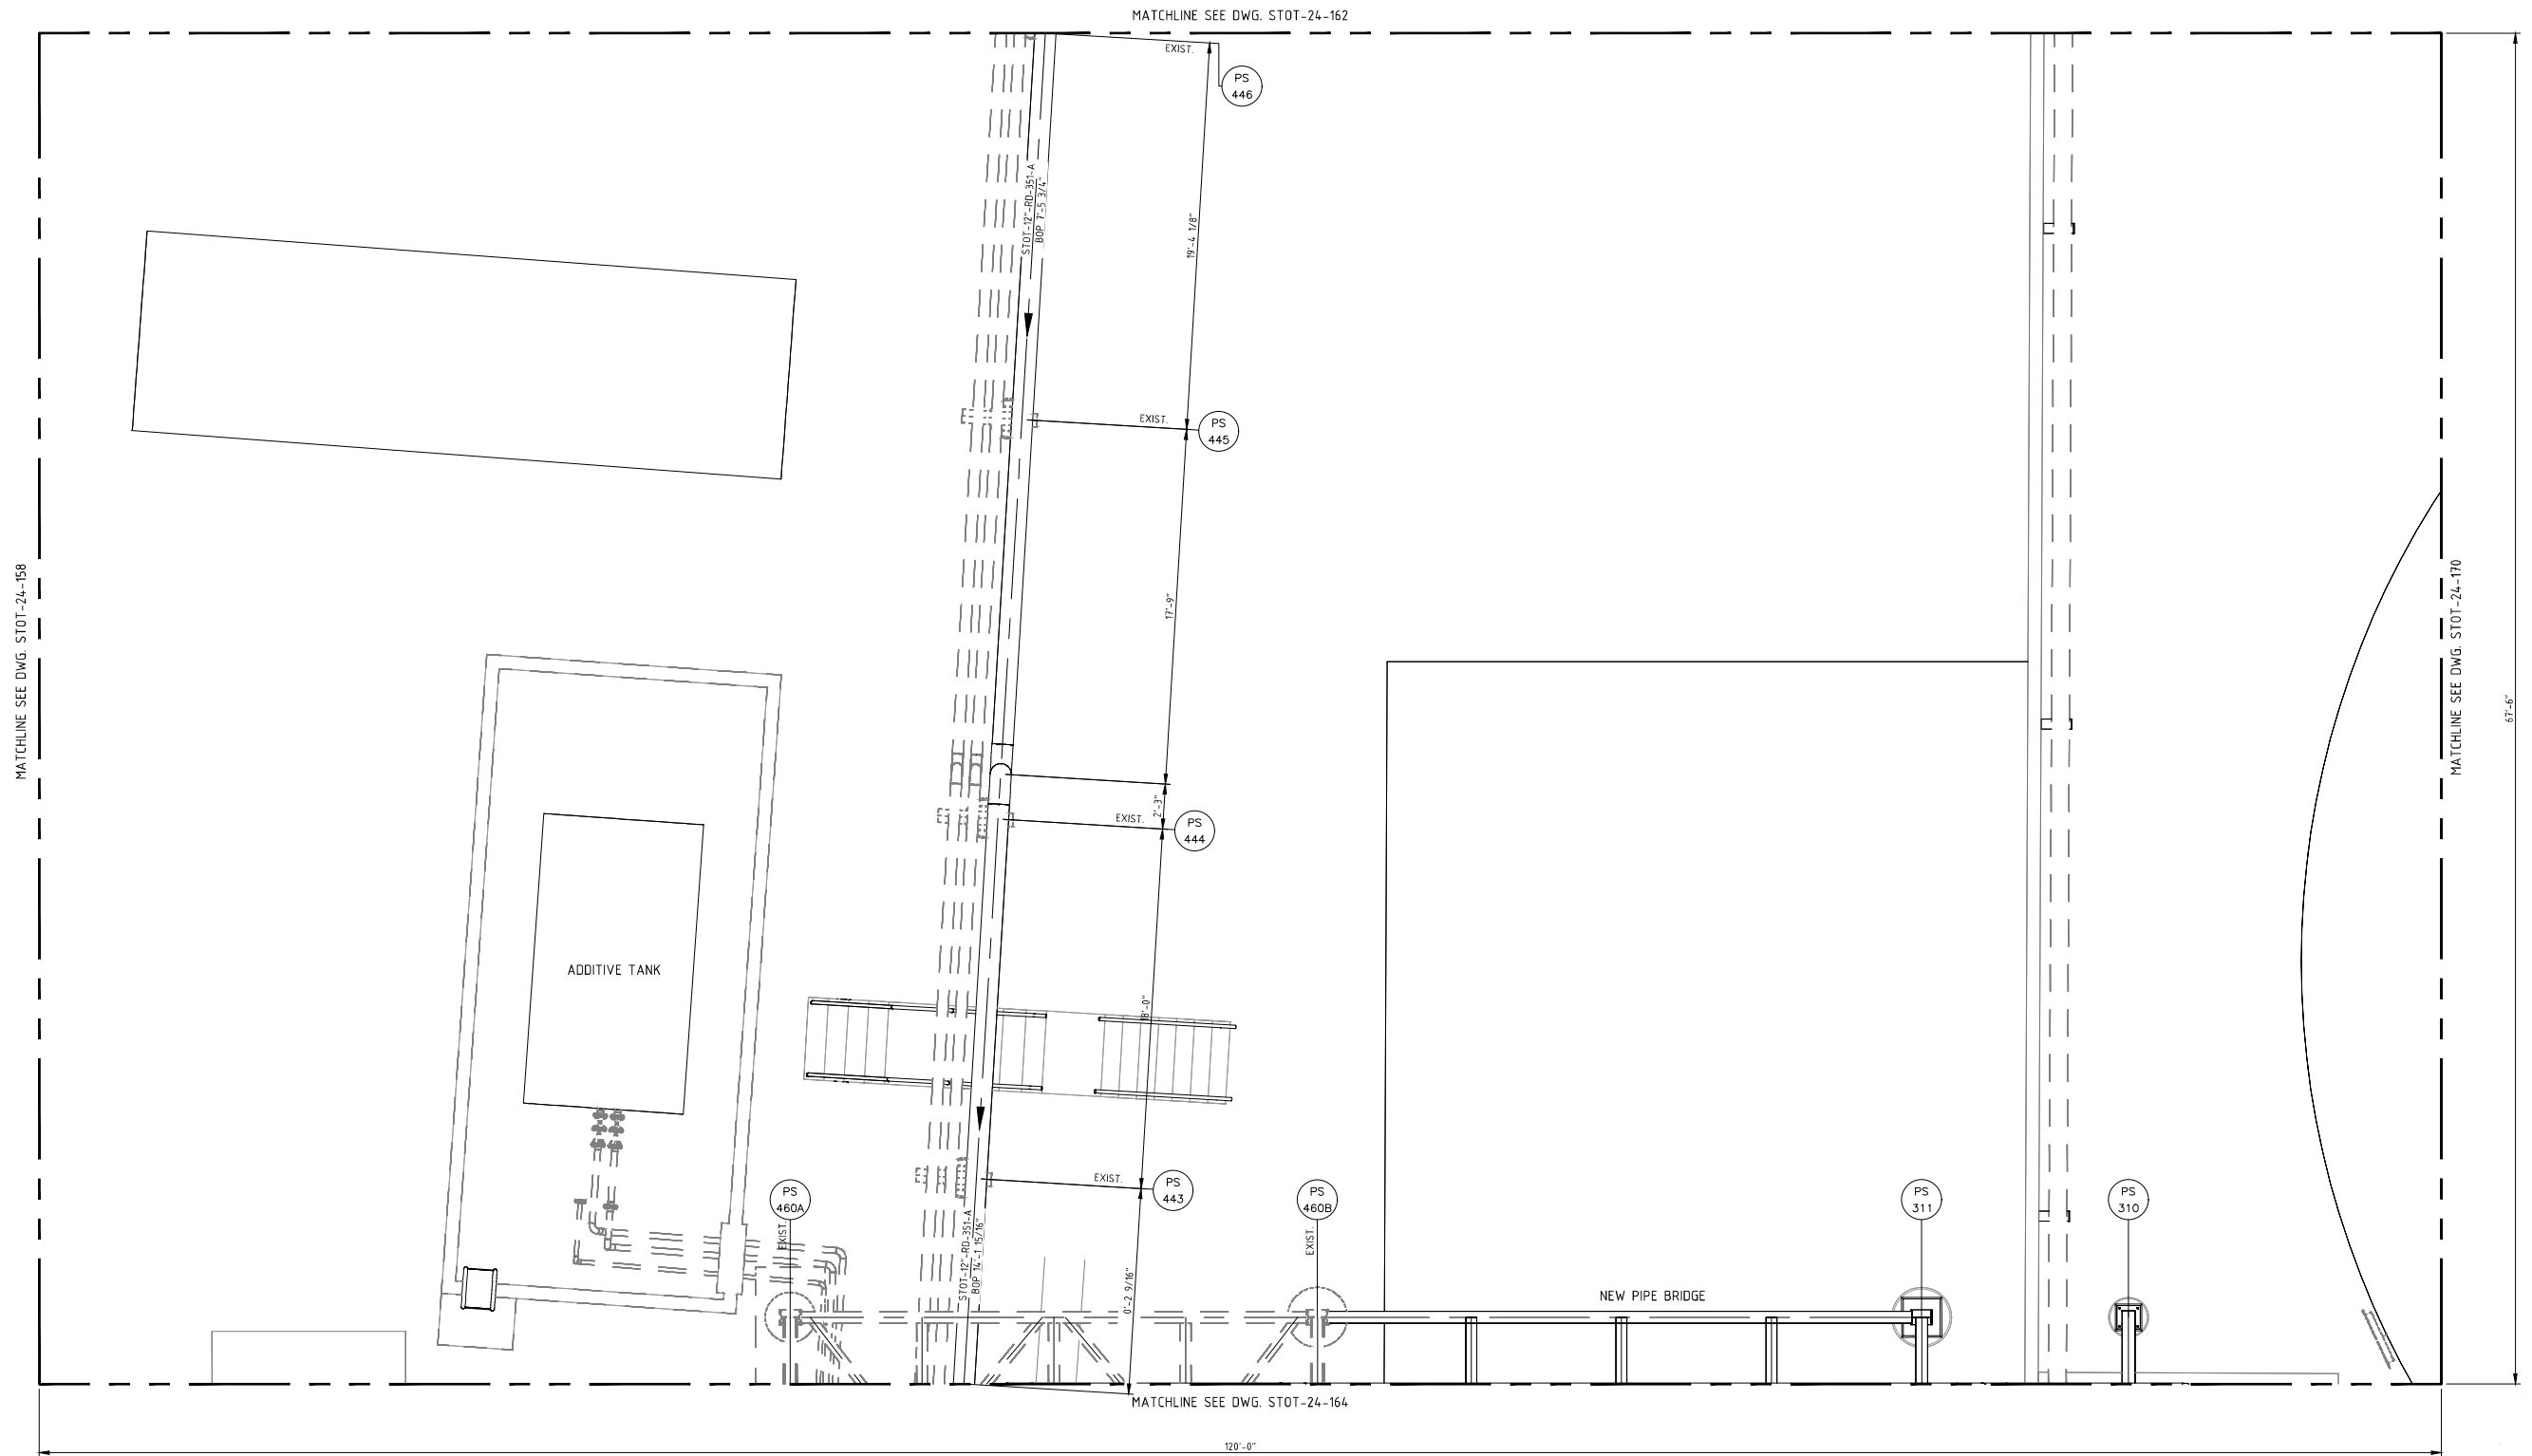 MATCHLINE SEE DWG. STOT-24-162
EXIST.
PS
446
STOT-12"-RD-351-A
BOP 7'-5 3/4"
19'-4 1/8"
EXIST.
PS
445
MATCHLINE SEE DWG. STOT-24-158
17'-9"
MATCHLINE SEE DWG. STOT-24-170
67'-6"
2'-3"
EXIST.
PS
444
ADDITIVE TANK
18'-0"
EXIST.
PS
443
PS
460A
EXIST.
PS
460B
EXIST.
PS
311
PS
310
STOT-12"-RD-351-A
BOP 14'-1 15/16"
0'-2 9/16"
NEW PIPE BRIDGE
MATCHLINE SEE DWG. STOT-24-164
120'-0"